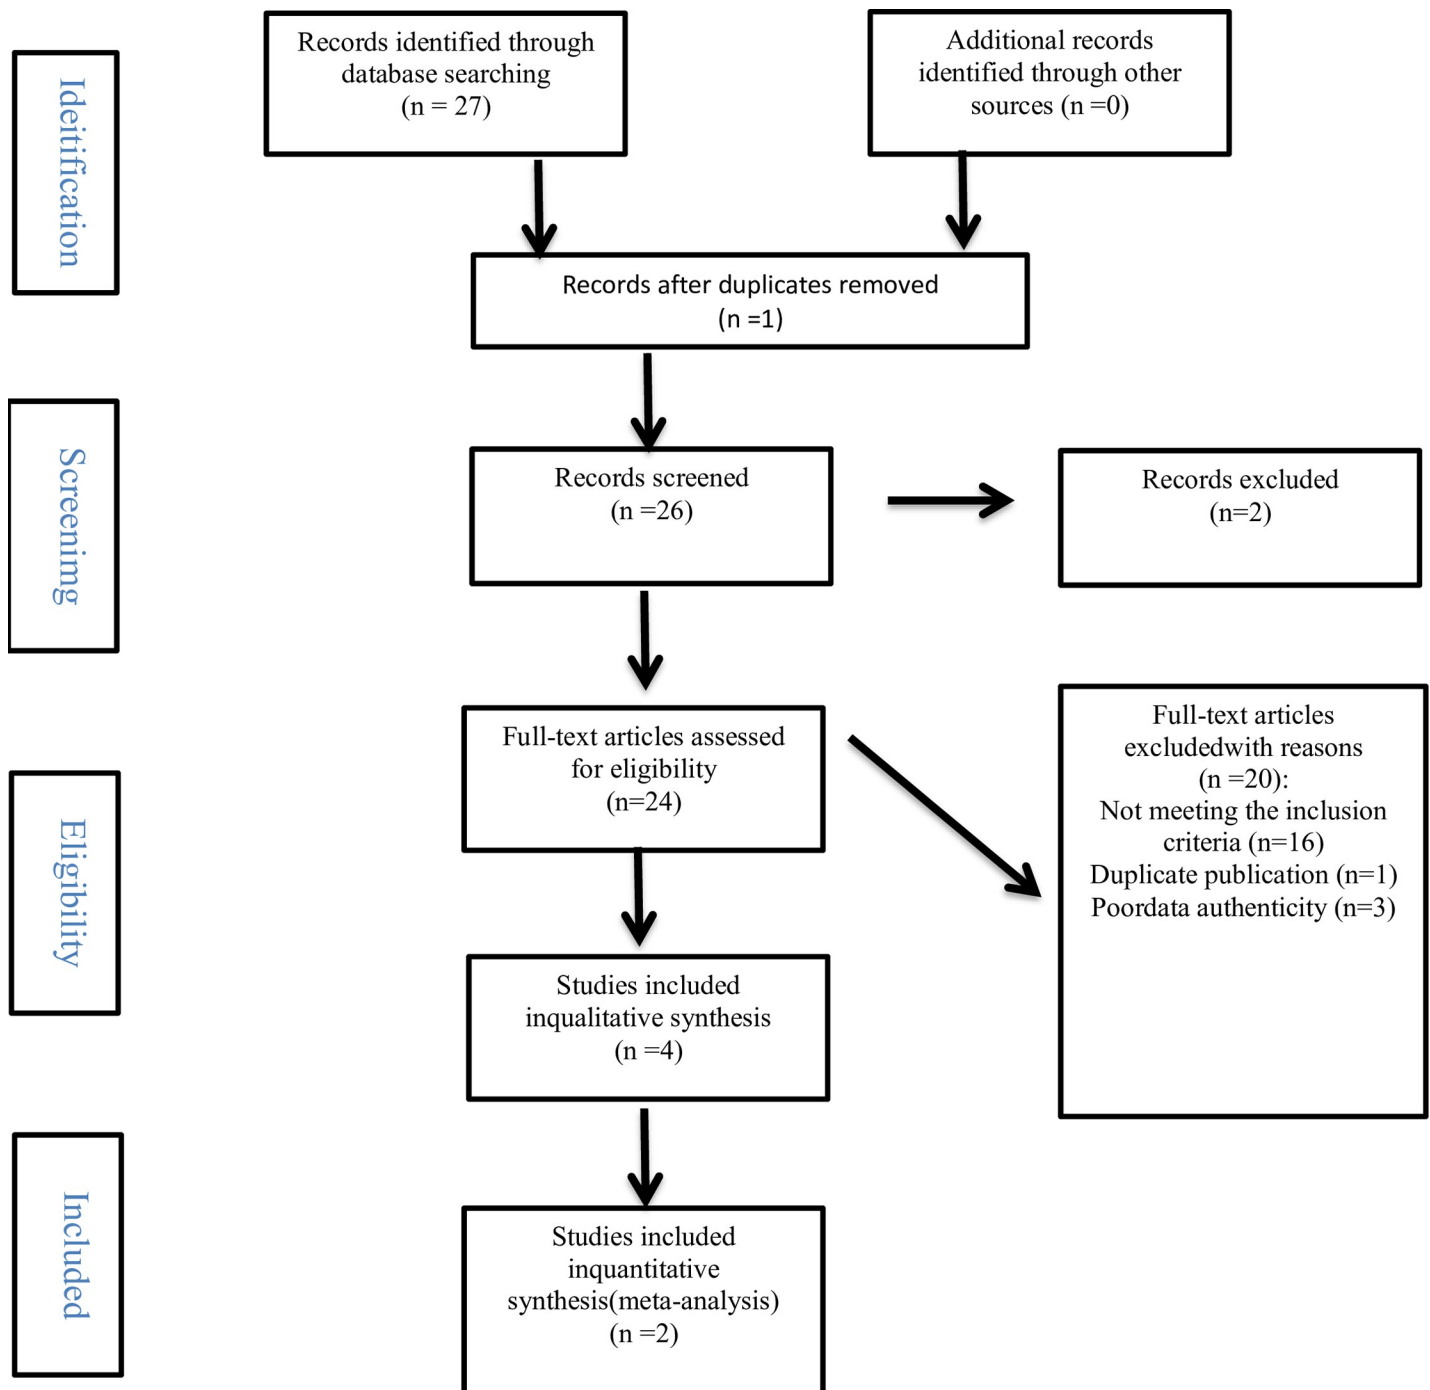 Ideitification
Records identified through
database searching
(n = 27)
Additional records
identified through other
sources (n =0)
Records after duplicates removed
(n =1)
Screenimg
Records screened
(n =26)
Records excluded
(n=2)
Eligibility
Full-text articles assessed
for eligibility
(n=24)
Full-text articles
excludedwith reasons
(n =20):
Not meeting the inclusion
criteria (n=16)
Duplicate publication (n=1)
Poordata authenticity (n=3)
Studies included
inqualitative synthesis
(n =4)
Included
Studies included
inquantitative
synthesis(meta-analysis)
(n =2)